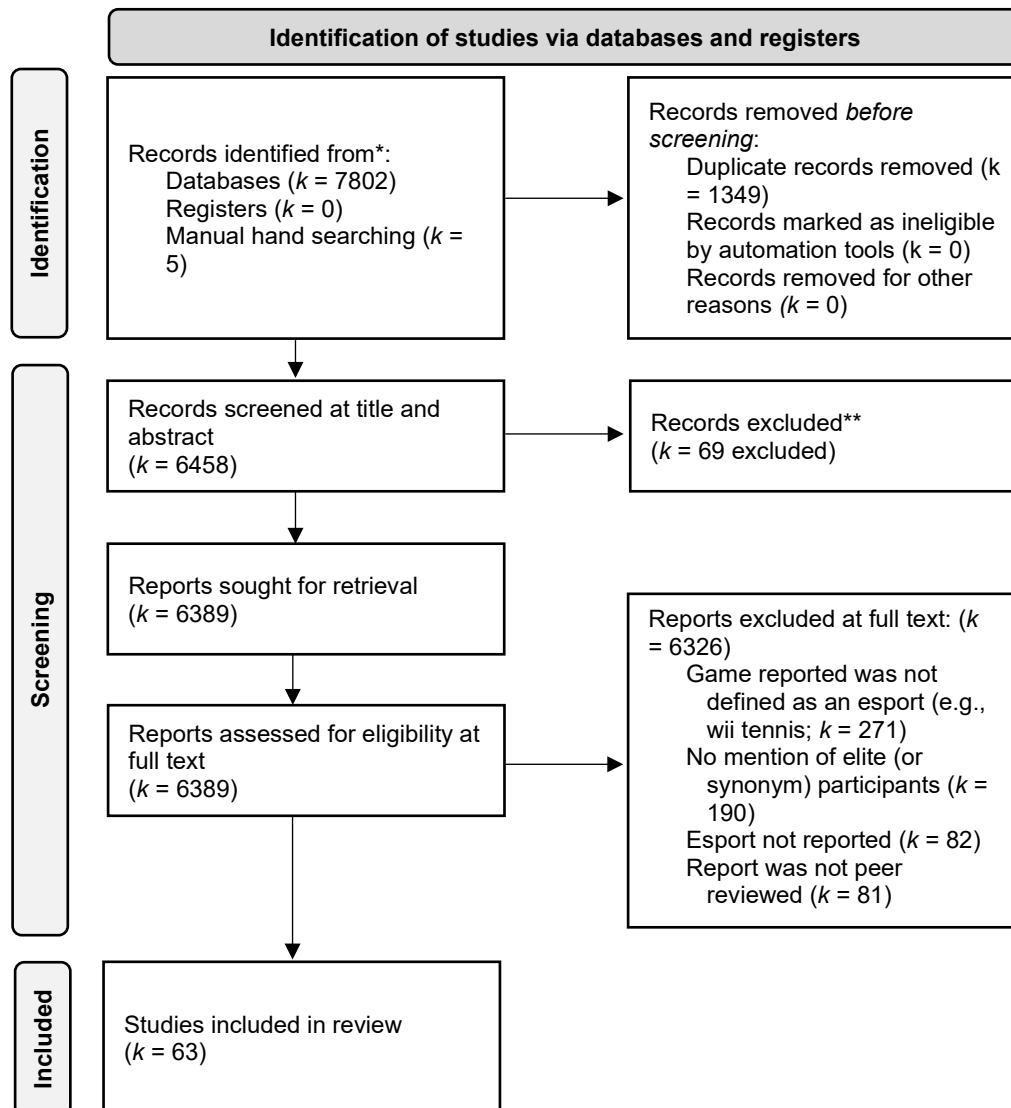 Identification of studies via databases and registers
Identification
Records identified from*:
Databases (k = 7802)
Registers (k = 0)
Manual hand searching (k =
5)
Records removed before
screening:
Duplicate records removed (k
= 1349)
Records marked as ineligible
by automation tools (k = 0)
Records removed for other
reasons (k = 0)
Screening
Records screened at title and
abstract
(k = 6458)
Records excluded**
(k = 69 excluded)
Reports sought for retrieval
(k = 6389)
Reports assessed for eligibility at
full text
(k = 6389)
Reports excluded at full text: (k
= 6326)
Game reported was not
defined as an esport (e.g.,
wii tennis; k = 271)
No mention of elite (or
synonym) participants (k =
190)
Esport not reported (k = 82)
Report was not peer
reviewed (k = 81)
Included
Studies included in review
(k = 63)